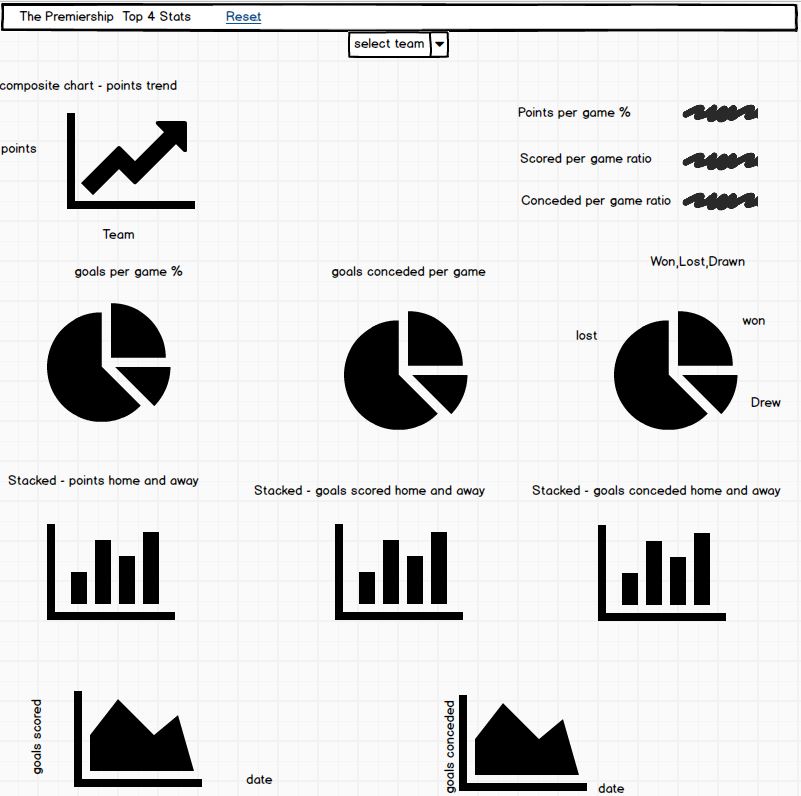 The Premiership Top 4 Stats Reset
select team
composite chart - points trend
points
Team
Points per game %
Scored per game ratio
Conceded per game ratio
goals per game %
goals conceded per game
Won,Lost,Drawn
lost
won
Drew
Stacked - points home and away
Stacked - goals scored home and away
Stacked - goals conceded home and away
goals scored
date
goals conceded
date